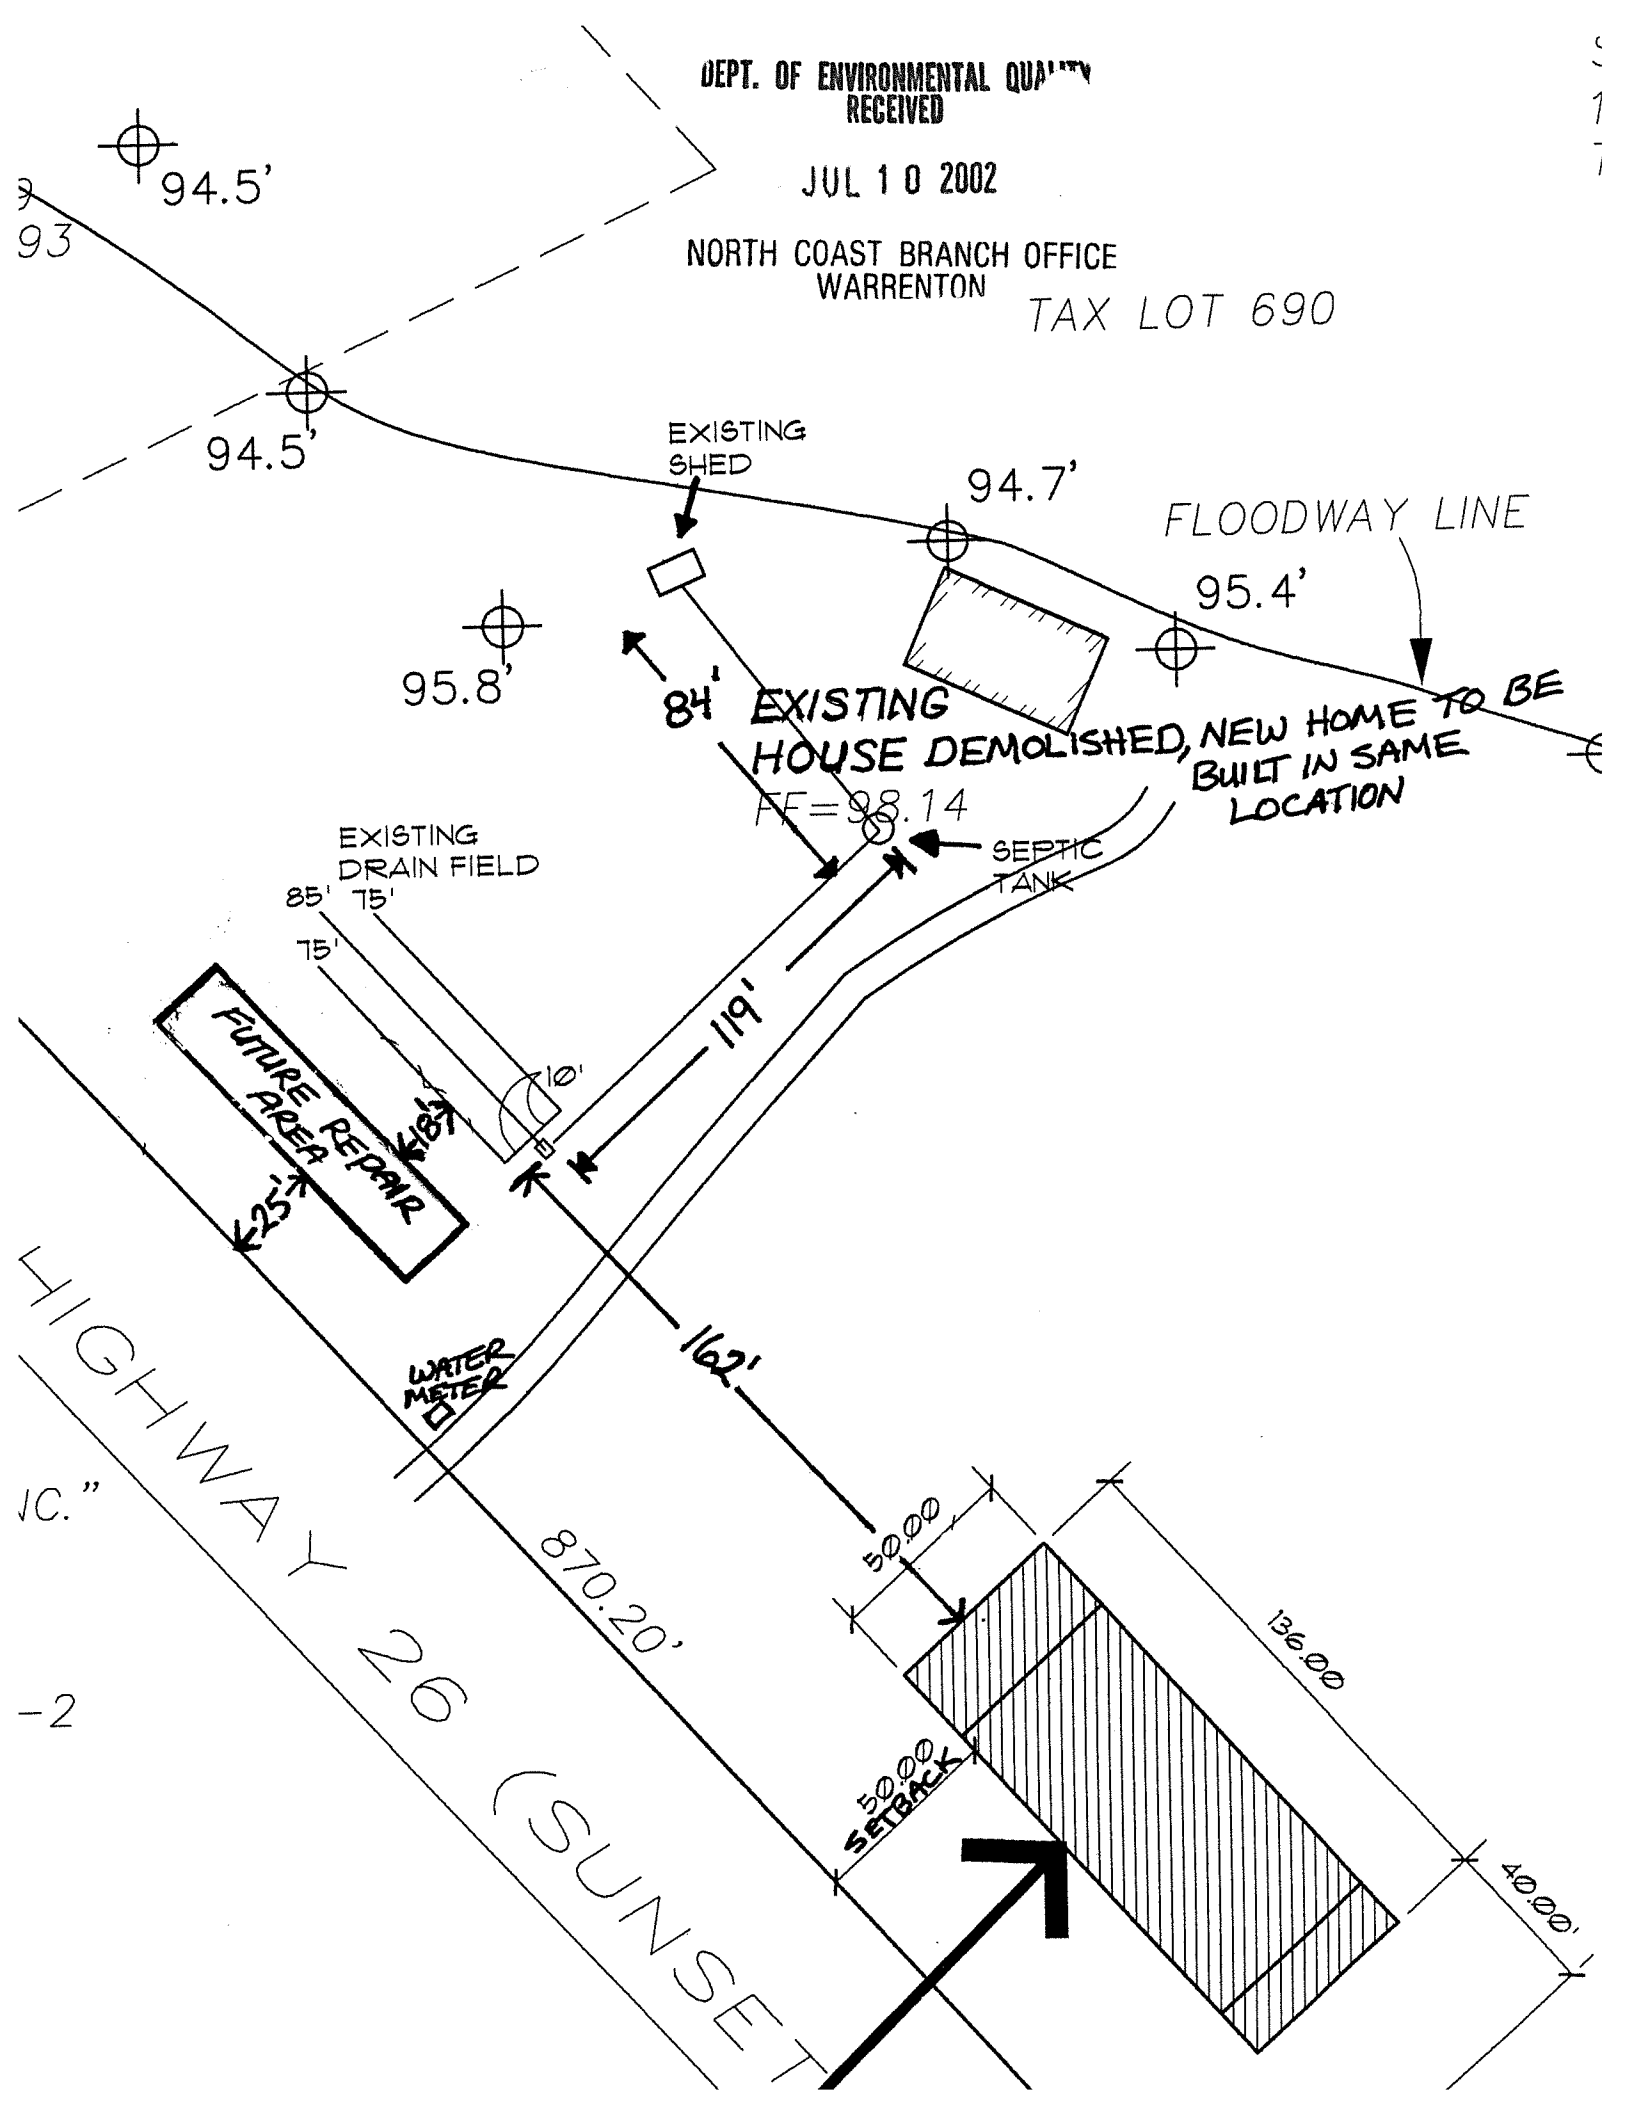 DEPT. OF ENVIRONMENTAL QUALITY
RECEIVED
JUL 10 2002
NORTH COAST BRANCH OFFICE
WARRENTON
TAX LOT 690
94.5'
93
94.5'
EXISTING
SHED
94.7'
FLOODWAY LINE
95.4'
95.8'
84'
EXISTING
HOUSE DEMOLISHED, NEW HOME TO BE
BUILT IN SAME
LOCATION
FF=98.14
SEPTIC
TANK
EXISTING
DRAIN FIELD
85' 75'
75'
119'
10'
FUTURE REPAIR
AREA
18'
25'
162'
WATER
METER
HIGHWAY 26 (SUNSET
870.20'
50.00
136.00
50.00
SETBACK
40.00'
-2